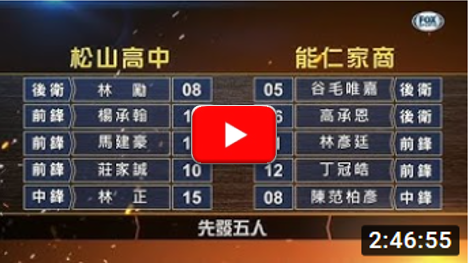 FOX
松山高中 能仁家商
後衛 林 勵 08 05 谷毛唯嘉 後衛
前鋒 楊承翰 高承恩 後衛
前鋒 馬建豪 林彥廷 前鋒
前鋒 莊家誠 10 12 丁冠皓 前鋒
中鋒 林 正 15 08 陳范柏彥 中鋒
先發五人
2:46:55